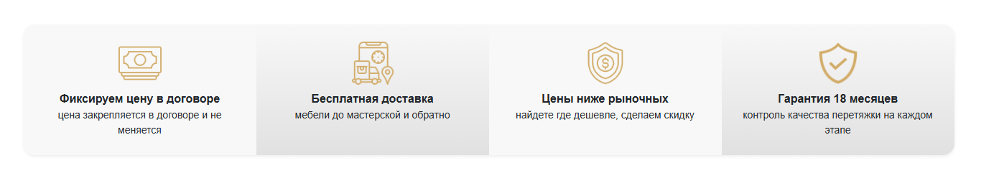 Фиксируем цену в договоре
цена закрепляется в договоре и не
меняется
Бесплатная доставка
мебели до мастерской и обратно
Цены ниже рыночных
найдете где дешевле, сделаем скидку
Гарантия 18 месяцев
контроль качества перетяжки на каждом
этапе